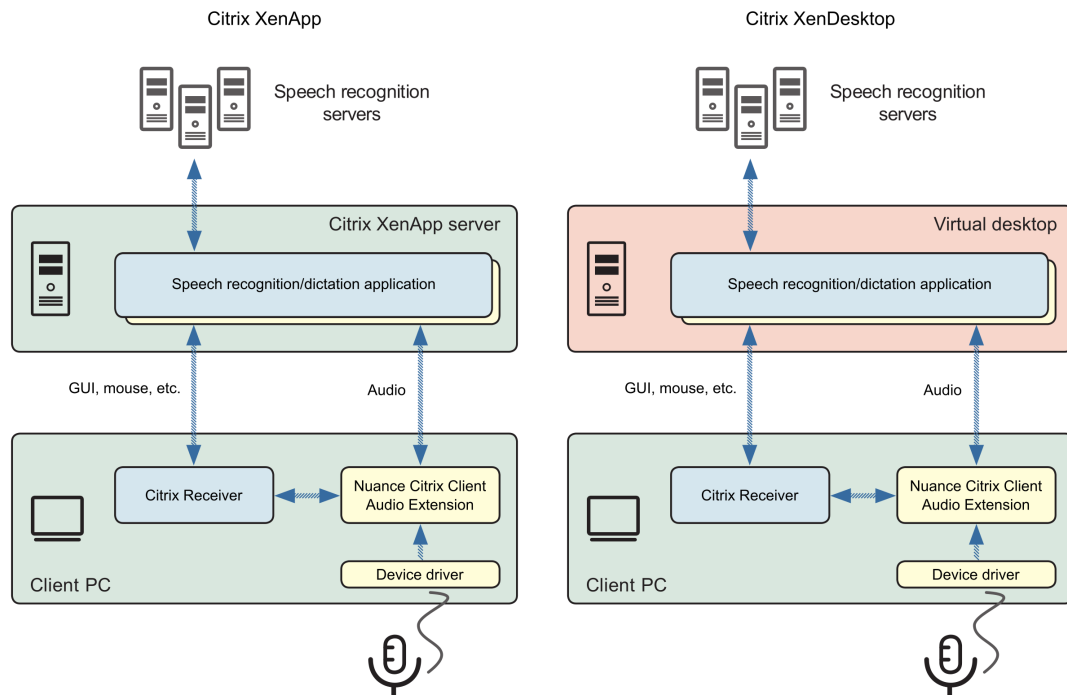 Citrix XenApp
Speech recognition
servers
Citrix XenApp server
Speech recognition/dictation application
GUI, mouse, etc.
Audio
Citrix Receiver
Nuance Citrix Client
Audio Extension
Device driver
Client PC
Citrix XenDesktop
Speech recognition
servers
Virtual desktop
Speech recognition/dictation application
GUI, mouse, etc.
Audio
Citrix Receiver
Nuance Citrix Client
Audio Extension
Device driver
Client PC